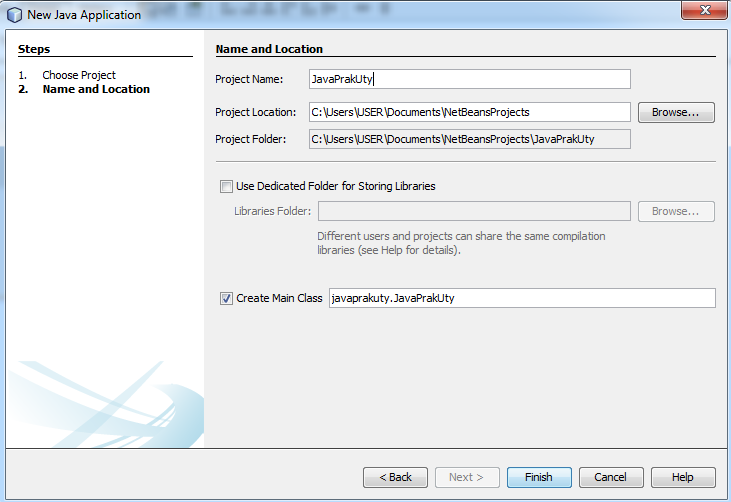 New Java Application
Steps
1. Choose Project
2. Name and Location
Name and Location
Project Name: JavaPrakUty
Project Location: C:\Users\USER\Documents\NetBeansProjects Browse...
Project Folder: C:\Users\USER\Documents\NetBeansProjects\JavaPrakUty
Use Dedicated Folder for Storing Libraries
Libraries Folder: Browse...
Different users and projects can share the same compilation
libraries (see Help for details).
Create Main Class javaprakuty.JavaPrakUty
< Back Next > Finish Cancel Help